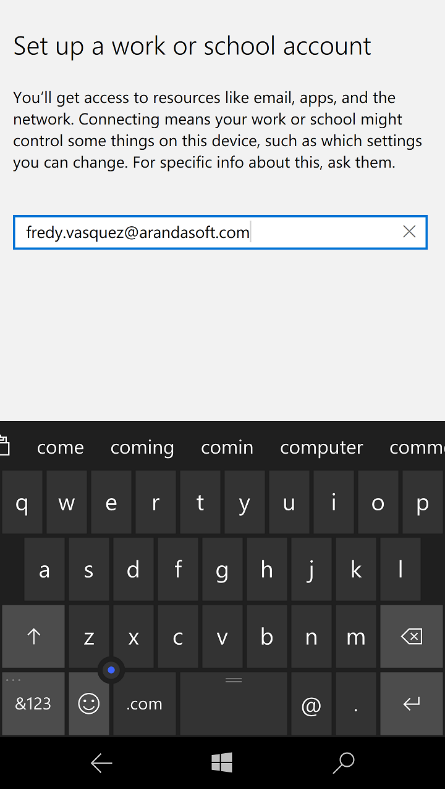 Set up a work or school account
You'll get access to resources like email, apps, and the
network. Connecting means your work or school might
control some things on this device, such as which settings
you can change. For specific info about this, ask them.
fredy.vasquez@arandasoft.com
come coming comin computer comme
q w e r t y u i o p
a s d f g h j k l
z x c v b n m
&123 .com @ .